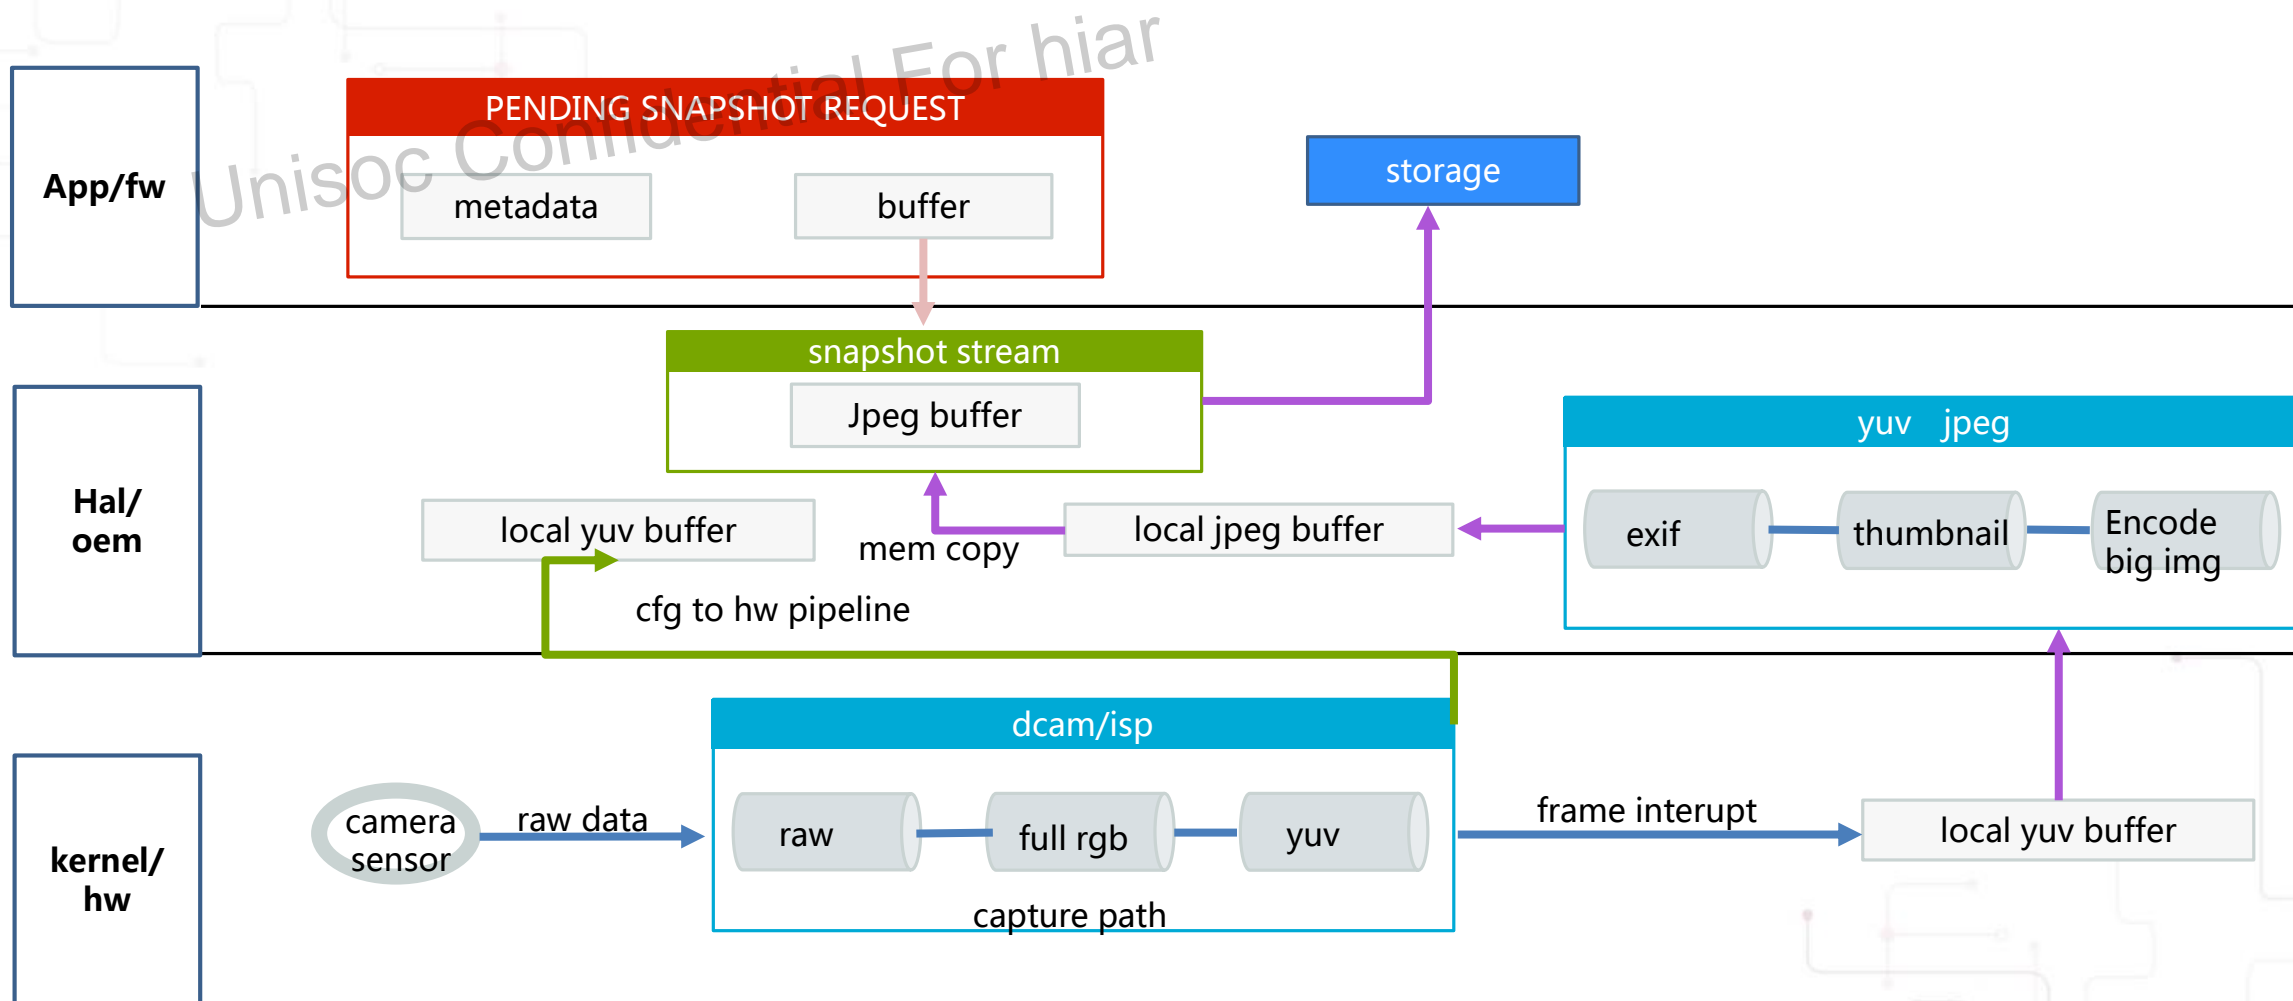 Unisoc Confidential For hiar
App/fw
PENDING SNAPSHOT REQUEST
metadata
buffer
storage
snapshot stream
Jpeg buffer
Hal/
oem
local yuv buffer
mem copy
local jpeg buffer
cfg to hw pipeline
yuv jpeg
exif
thumbnail
Encode
big img
kernel/
hw
camera
sensor
raw data
dcam/isp
raw
full rgb
yuv
capture path
frame interupt
local yuv buffer